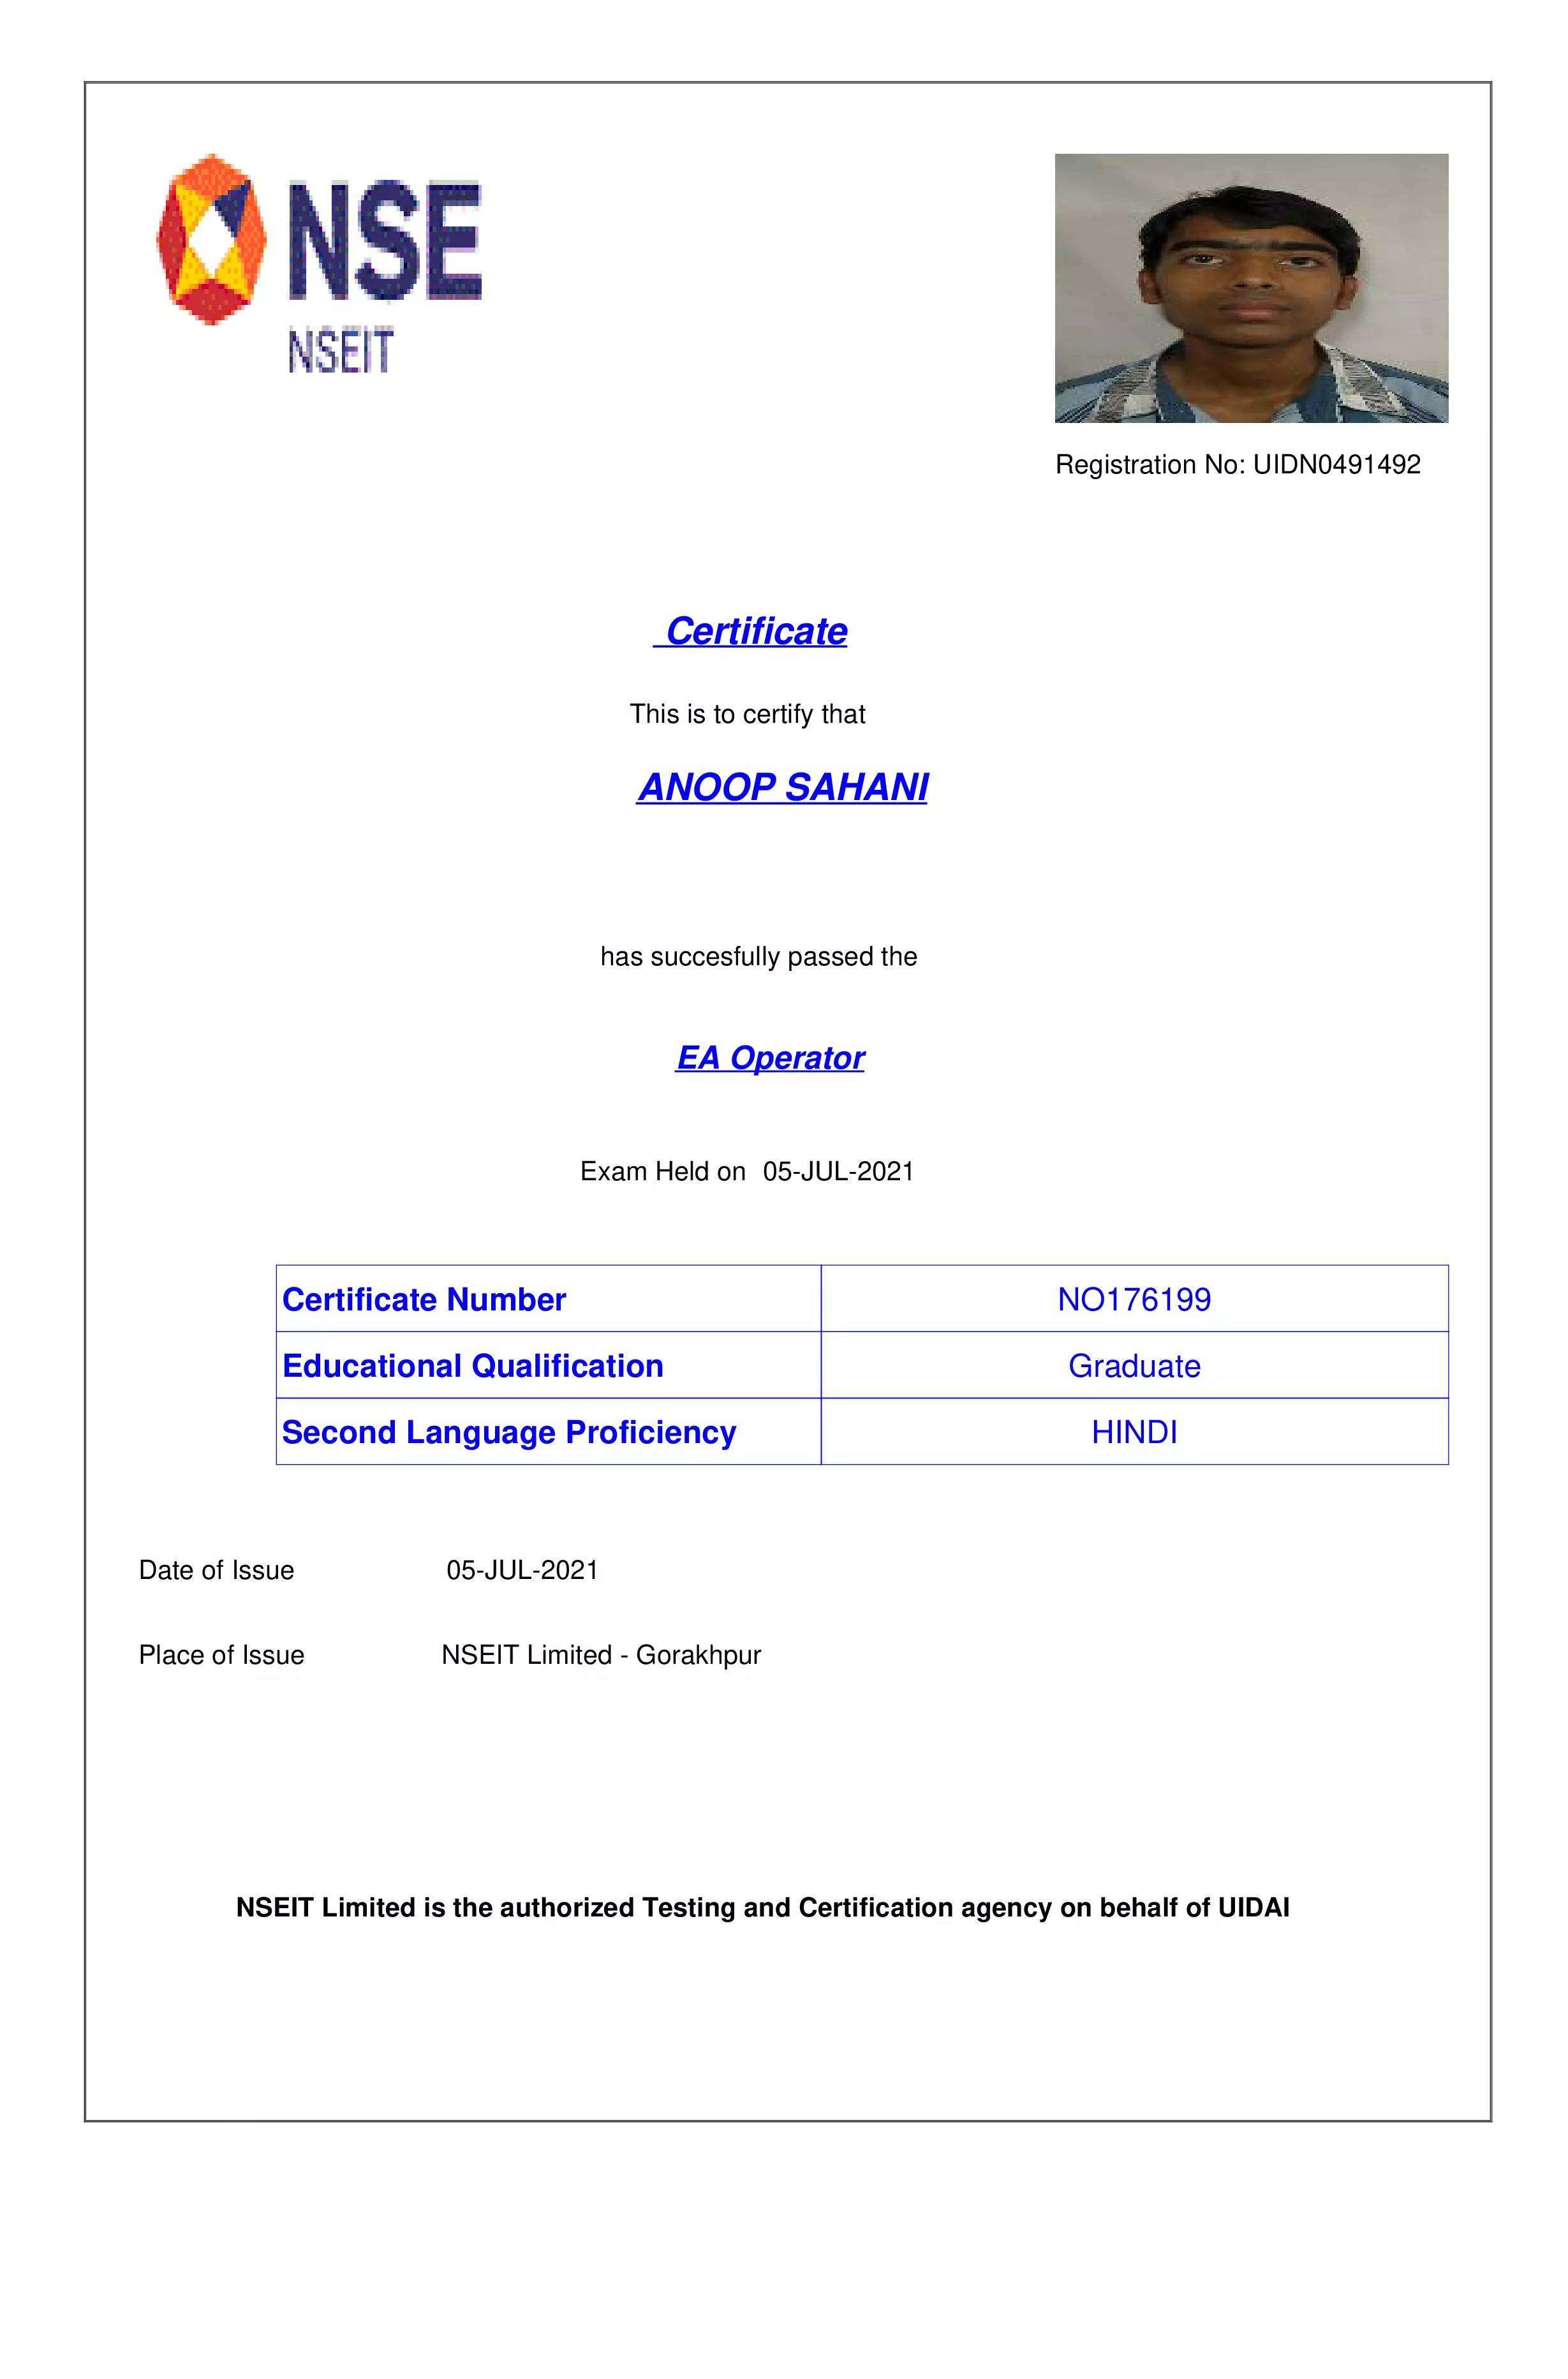 NSE
NSEIT
Registration No: UIDN0491492
Certificate
This is to certify that
ANOOP SAHANI
has succesfully passed the
EA Operator
Exam Held on 05-JUL-2021
Certificate Number NO176199
Educational Qualification Graduate
Second Language Proficiency HINDI
Date of Issue 05-JUL-2021
Place of Issue NSEIT Limited - Gorakhpur
NSEIT Limited is the authorized Testing and Certification agency on behalf of UIDAI